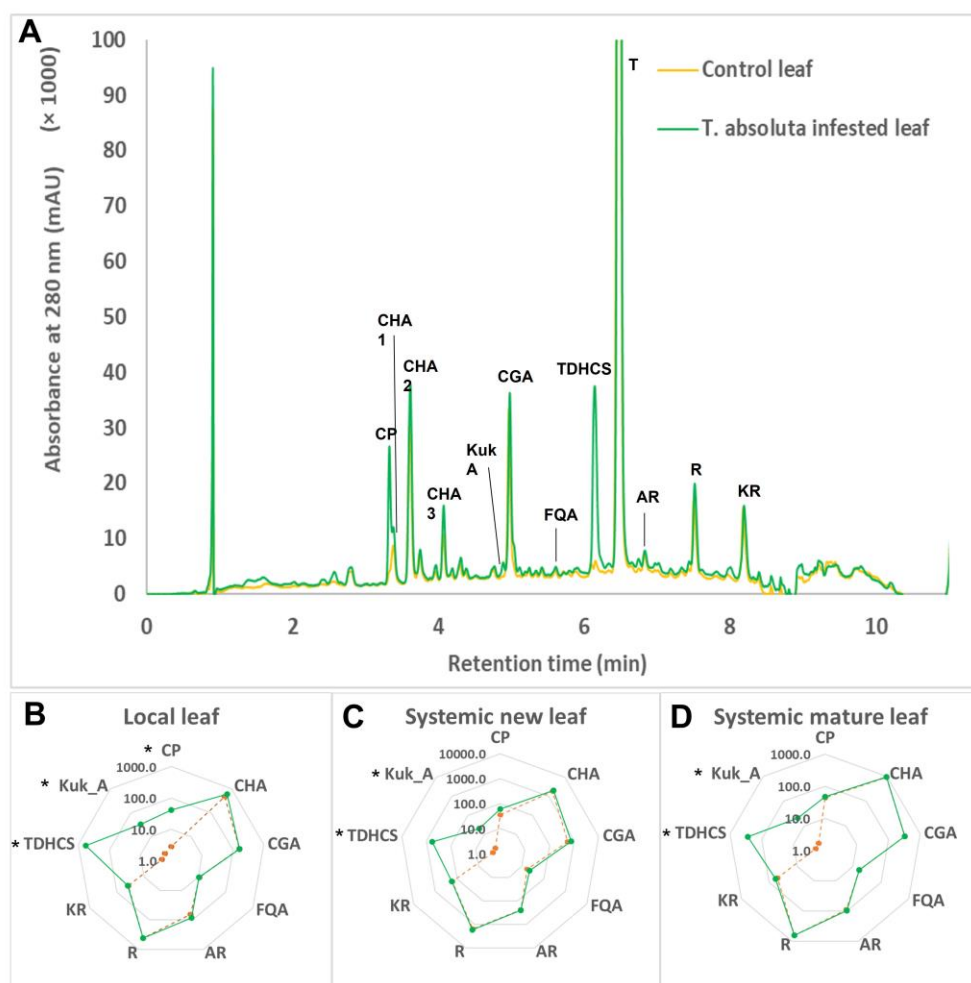 A
100
90
80
70
60
50
40
30
20
10
0
Absorbance at 280 nm (mAU) (× 1000)
T
Control leaf
T. absoluta infested leaf
CHA
1
CHA
2
CP
CHA
3
Kuk
A
CGA
FQA
TDHCS
AR
R
KR
0 2 4 6 8 10
Retention time (min)
B Local leaf
* CP
1000.0
100.0
10.0
1.0
CHA
CGA
FQA
AR
R
KR
* TDHCS
* Kuk_A
C Systemic new leaf
CP
10000.0
1000.0
100.0
10.0
1.0
CHA
CGA
FQA
AR
R
KR
* TDHCS
* Kuk_A
D Systemic mature leaf
CP
1000.0
100.0
10.0
1.0
CHA
CGA
FQA
AR
R
KR
* TDHCS
* Kuk_A